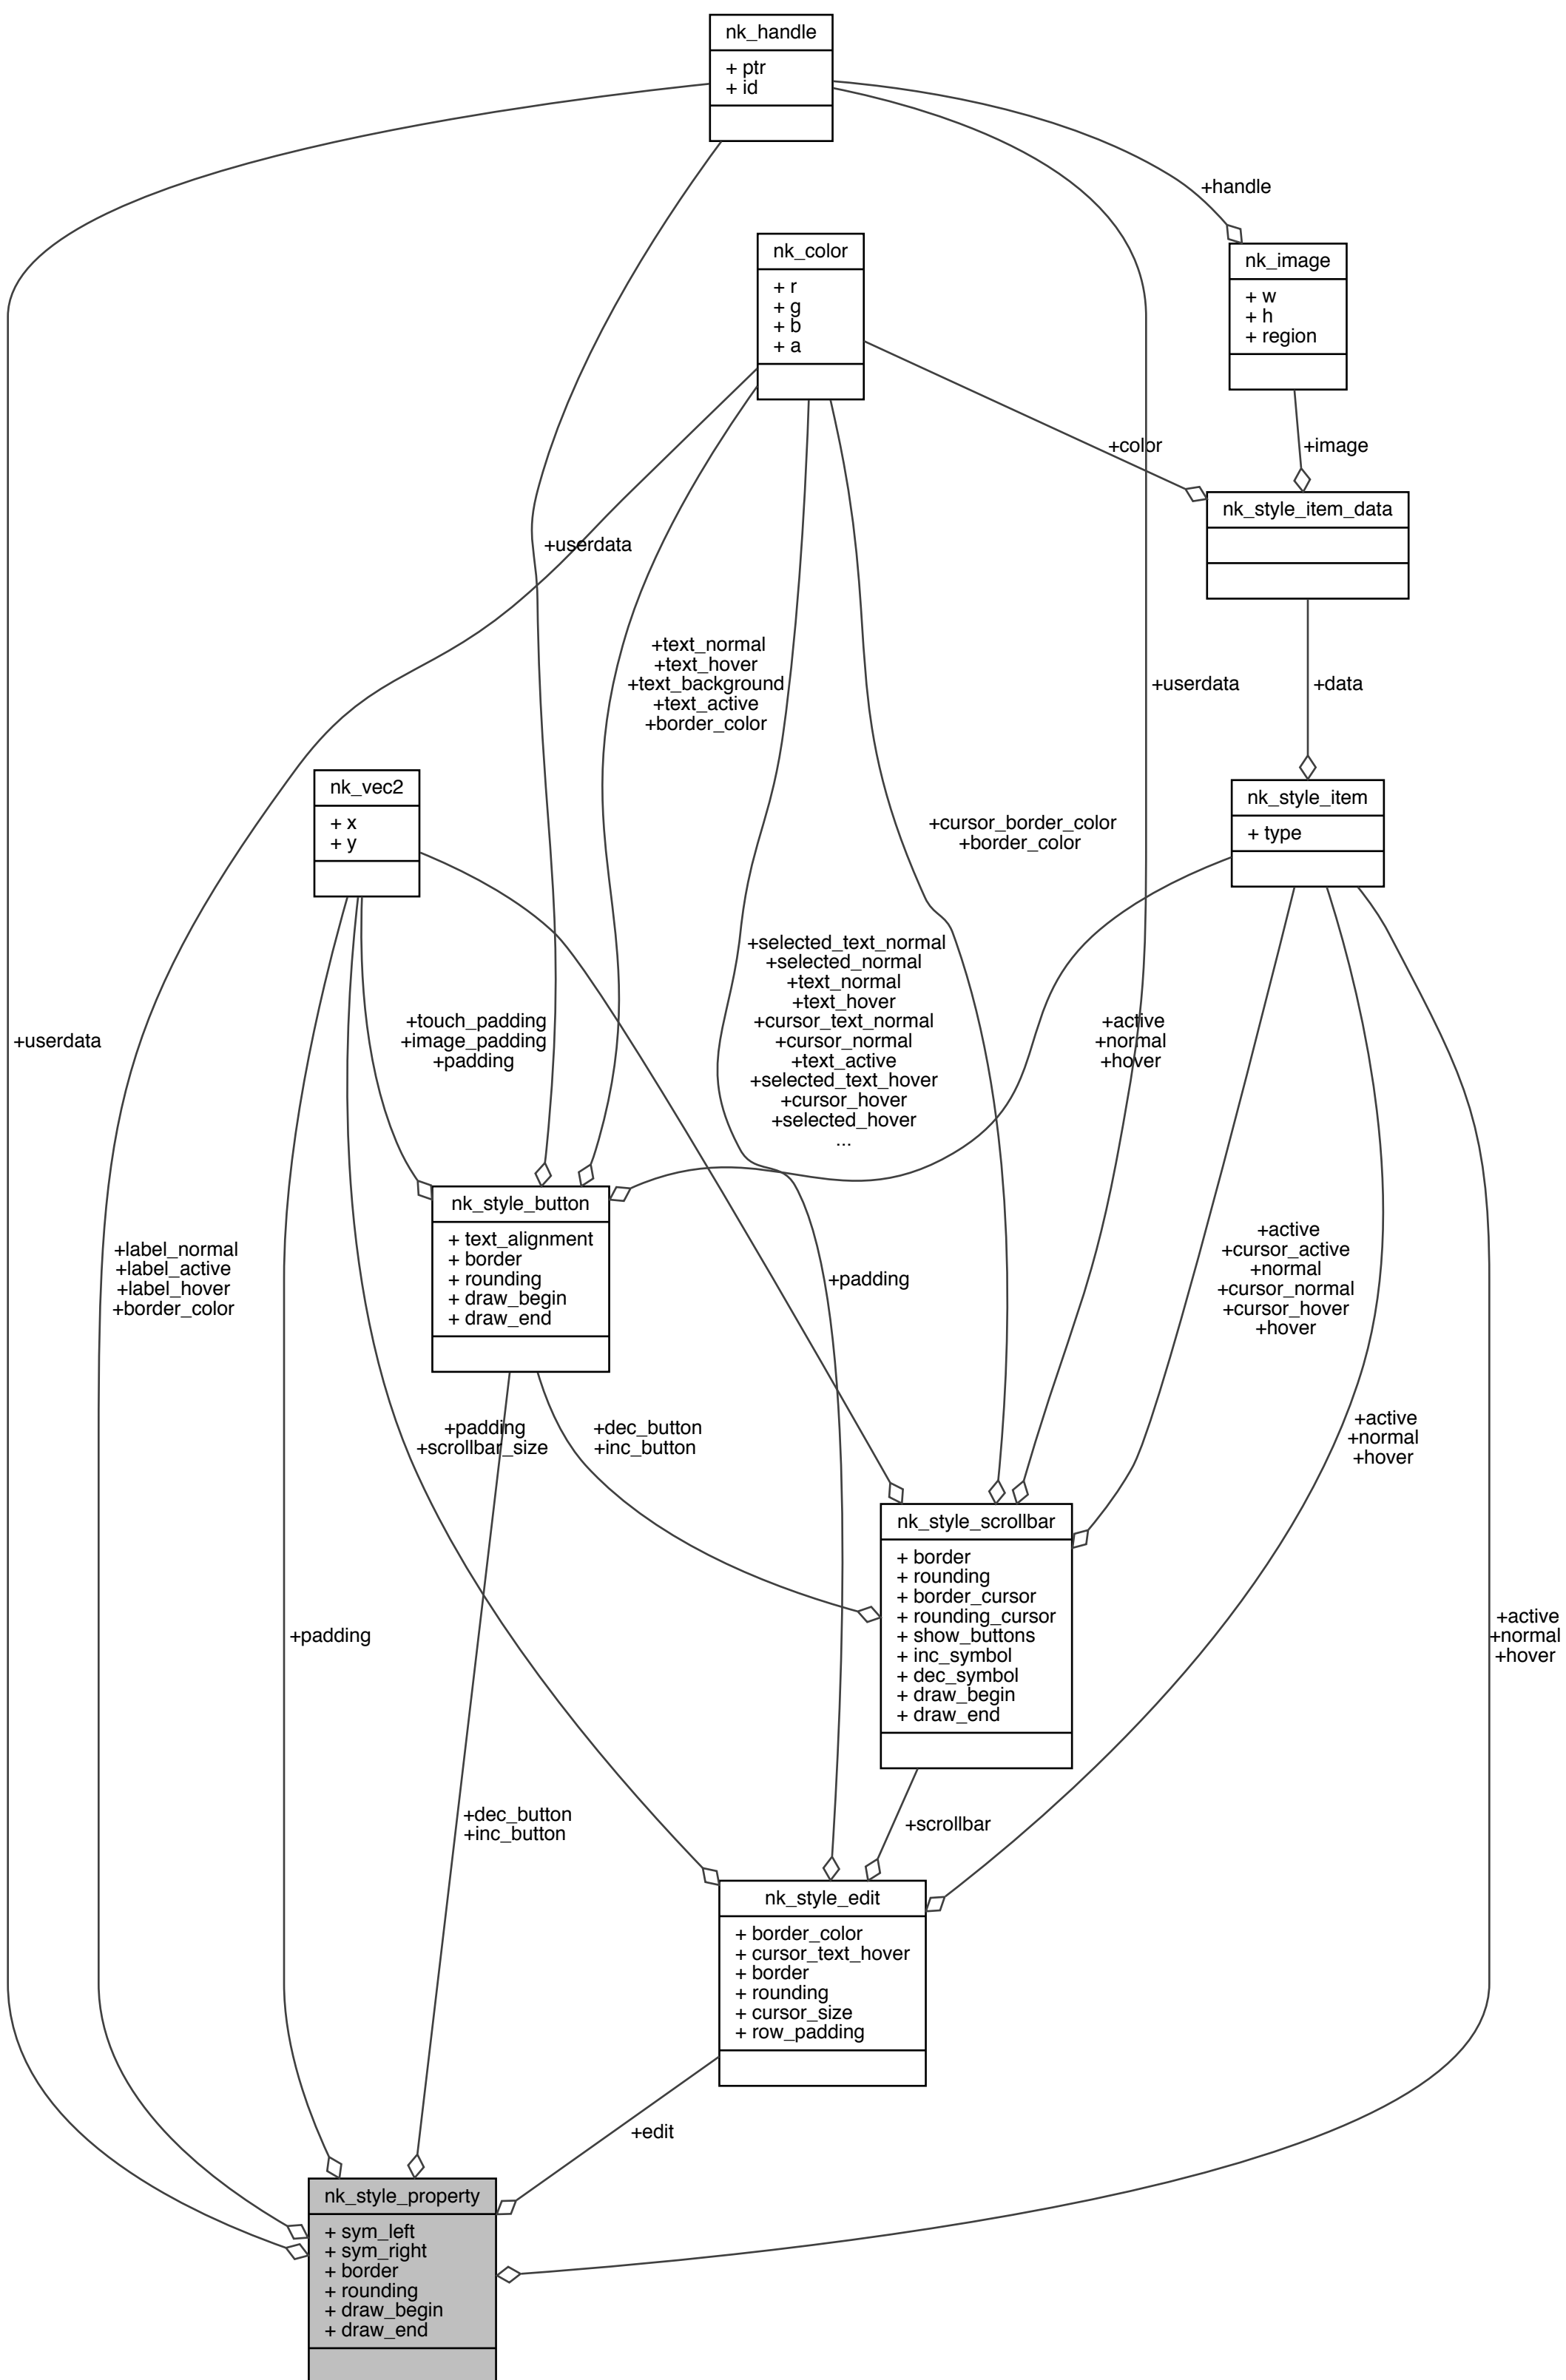 nk_handle
+ ptr
+ id
+handle
nk_color
+ r
+ g
+ b
+ a
nk_image
+ w
+ h
+ region
+color
+image
nk_style_item_data
+userdata
+text_normal
+text_hover
+text_background
+text_active
+border_color
+userdata
+data
nk_vec2
+ x
+ y
nk_style_item
+ type
+cursor_border_color
+border_color
+selected_text_normal
+selected_normal
+text_normal
+text_hover
+cursor_text_normal
+cursor_normal
+text_active
+selected_text_hover
+cursor_hover
+selected_hover
...
+userdata
+touch_padding
+image_padding
+padding
+active
+normal
+hover
nk_style_button
+ text_alignment
+ border
+ rounding
+ draw_begin
+ draw_end
+label_normal
+label_active
+label_hover
+border_color
+padding
+active
+cursor_active
+normal
+cursor_normal
+cursor_hover
+hover
+padding
+scrollbar_size
+dec_button
+inc_button
+active
+normal
+hover
nk_style_scrollbar
+ border
+ rounding
+ border_cursor
+ rounding_cursor
+ show_buttons
+ inc_symbol
+ dec_symbol
+ draw_begin
+ draw_end
+padding
+active
+normal
+hover
+dec_button
+inc_button
+scrollbar
nk_style_edit
+ border_color
+ cursor_text_hover
+ border
+ rounding
+ cursor_size
+ row_padding
+edit
nk_style_property
+ sym_left
+ sym_right
+ border
+ rounding
+ draw_begin
+ draw_end